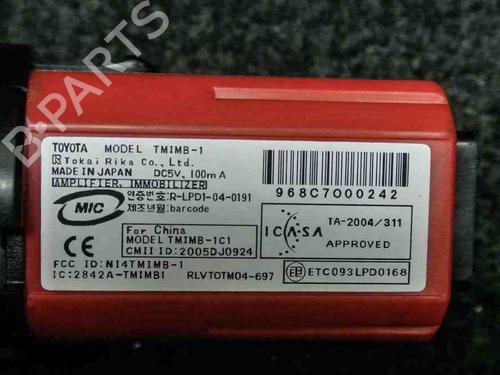 TOYOTA MODEL TMIMB-1
Tokai Rika Co., Ltd.
MADE IN JAPAN DC5V, 100mA
AMPLIFIER, IMMOBILIZER
MIC
인증번호:R-LPD1-04-0191
제조년월:barcode
968C7000242
For China
MODEL TMIMB-1C1
CMII ID:2005DJ0924
ICASA
TA-2004/311
APPROVED
FCC ID:NI4TMIMB-1
IC:2842A-TMIMB1
RLVTOTM04-697
ETC093LPD0168
CE
B-PARTS